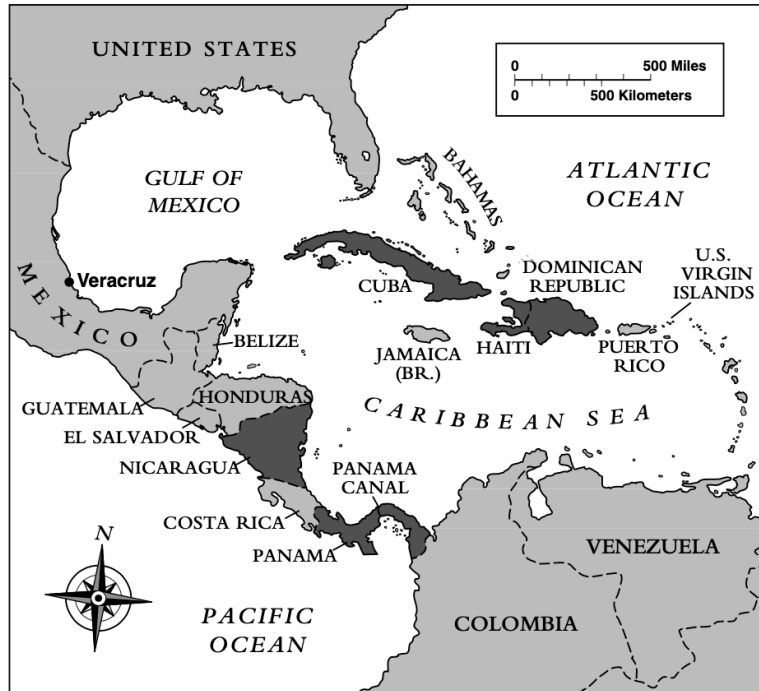 UNITED STATES
0 500 Miles
0 500 Kilometers
GULF OF
MEXICO
BAHAMAS
ATLANTIC
OCEAN
Veracruz
MEXICO
CUBA
DOMINICAN
REPUBLIC
U.S.
VIRGIN
ISLANDS
BELIZE
JAMAICA
(BR.)
HAITI
PUERTO
RICO
HONDURAS
GUATEMALA
CARIBBEAN SEA
EL SALVADOR
NICARAGUA
PANAMA
CANAL
COSTA RICA
PANAMA
N
VENEZUELA
PACIFIC
OCEAN
COLOMBIA